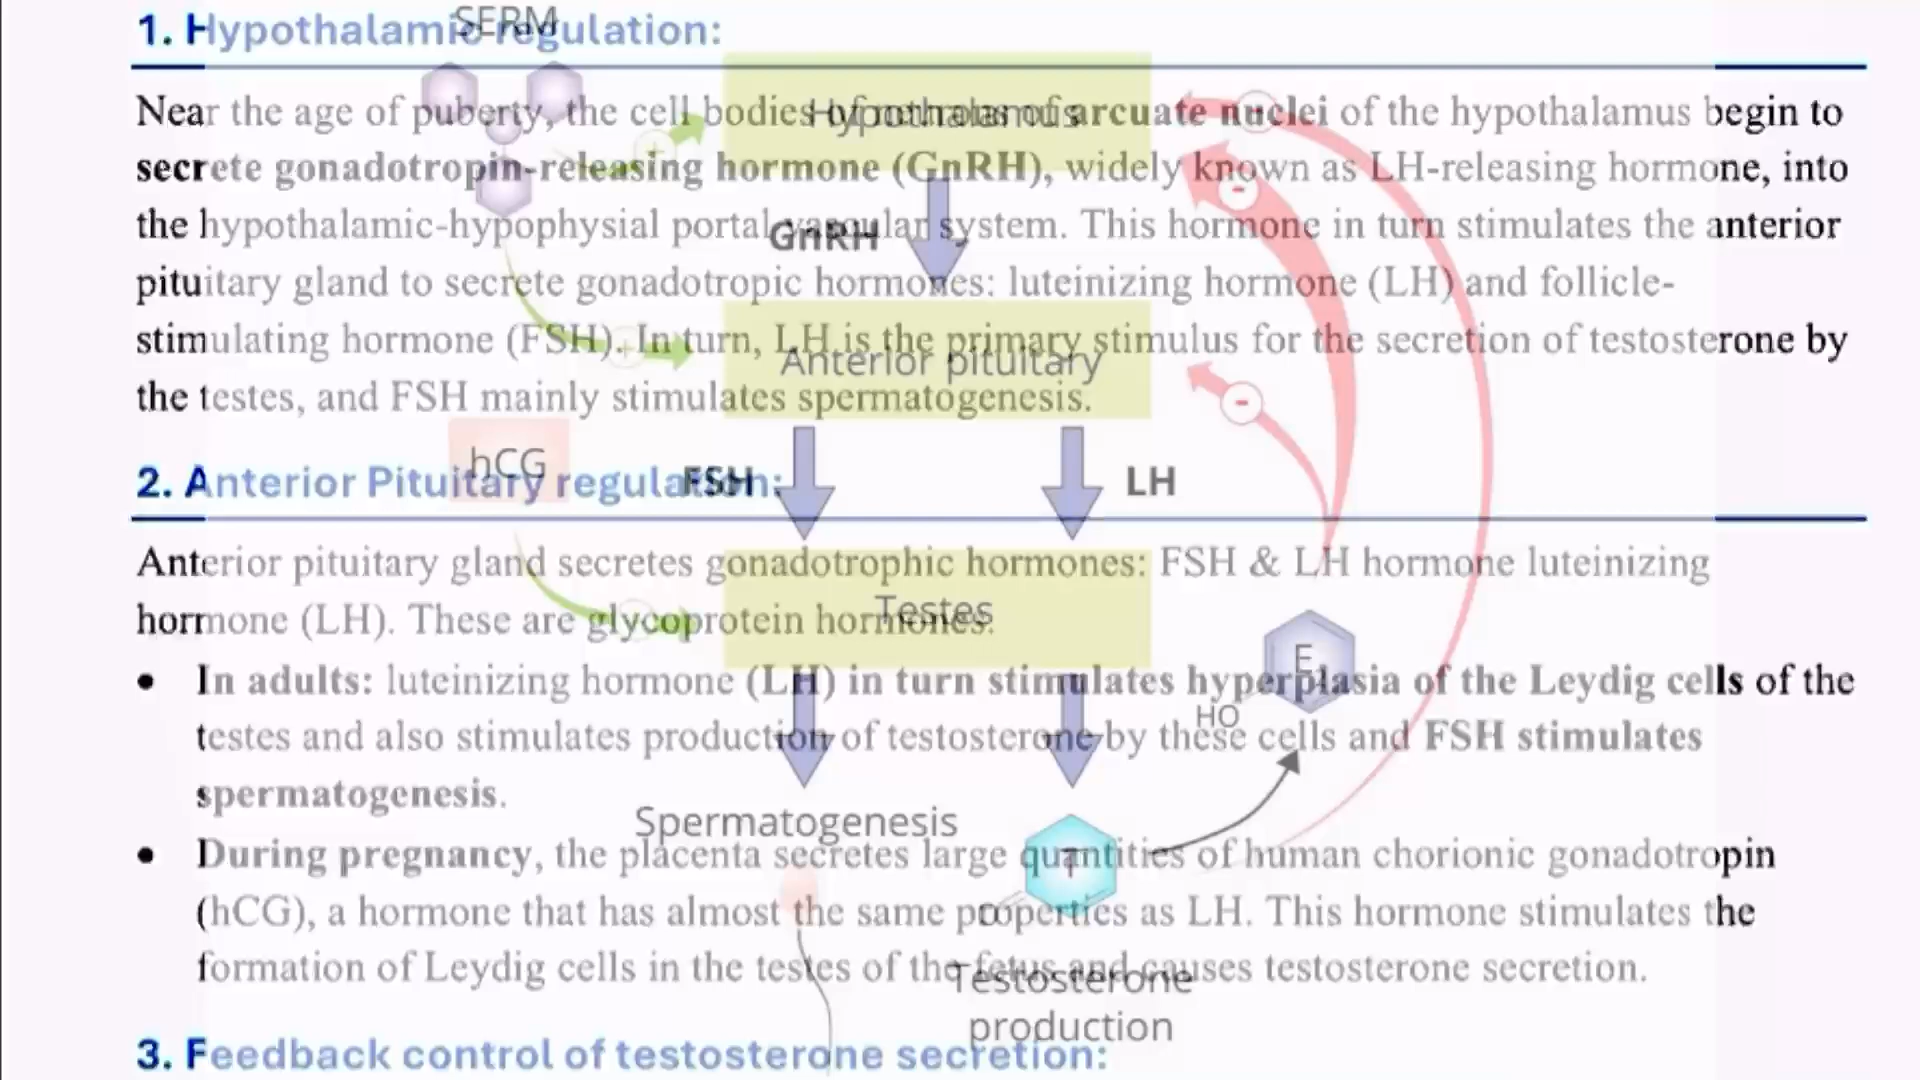 1. Hypothalamic regulation:
Near the age of puberty, the cell bodies of neurons of arcuate nuclei of the hypothalamus begin to
secrete gonadotropin-releasing hormone (GnRH), widely known as LH-releasing hormone, into
the hypothalamic-hypophysial portal vascular system. This hormone in turn stimulates the anterior
pituitary gland to secrete gonadotropic hormones: luteinizing hormone (LH) and follicle-
stimulating hormone (FSH). In turn, LH is the primary stimulus for the secretion of testosterone by
the testes, and FSH mainly stimulates spermatogenesis.
2. Anterior Pituitary regulation:
Anterior pituitary gland secretes gonadotrophic hormones: FSH & LH hormone luteinizing
hormone (LH). These are glycoprotein hormones.
• In adults: luteinizing hormone (LH) in turn stimulates hyperplasia of the Leydig cells of the
testes and also stimulates production of testosterone by these cells and FSH stimulates
spermatogenesis.
• During pregnancy, the placenta secretes large quantities of human chorionic gonadotropin
(hCG), a hormone that has almost the same properties as LH. This hormone stimulates the
formation of Leydig cells in the testes of the fetus and causes testosterone secretion.
3. Feedback control of testosterone secretion:
SERM
Hypothalamus
GnRH
Anterior pituitary
hCG
FSH
LH
Testes
E
HO
Spermatogenesis
T
Testosterone
production